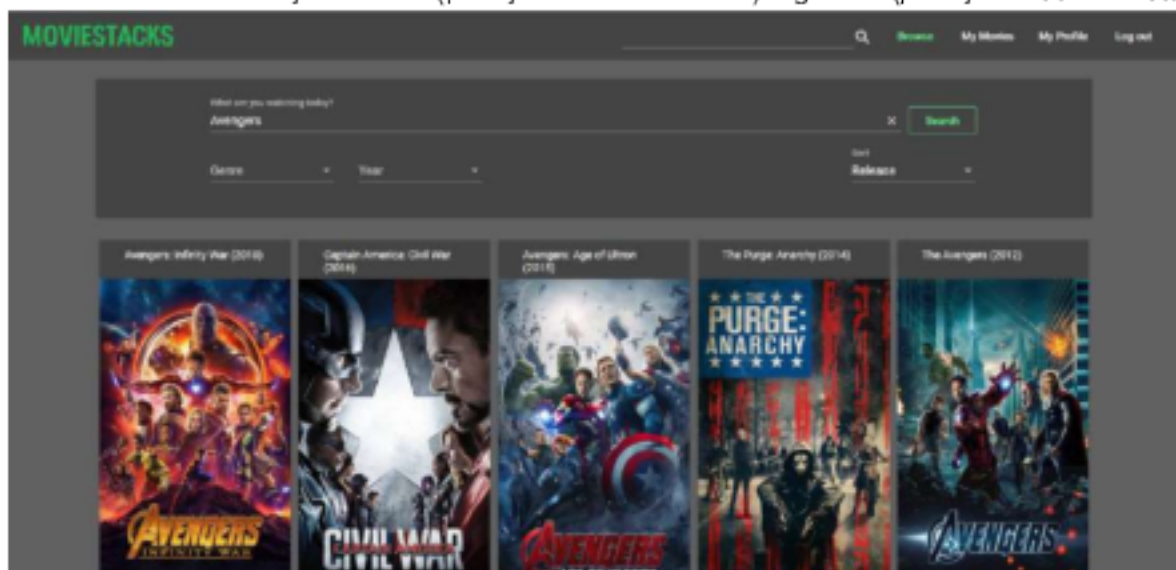 MOVIESTACKS
Browse My Movies My Profile Log out
What are you watching today?
Avengers
× Search
Genre Year
Sort
Release
Avengers: Infinity War (2018)
Captain America: Civil War (2016)
Avengers: Age of Ultron (2015)
The Purge: Anarchy (2014)
The Avengers (2012)
AVENGERS
INFINITY WAR
CIVIL WAR
AVENGERS
THE
PURGE:
ANARCHY
AVENGERS